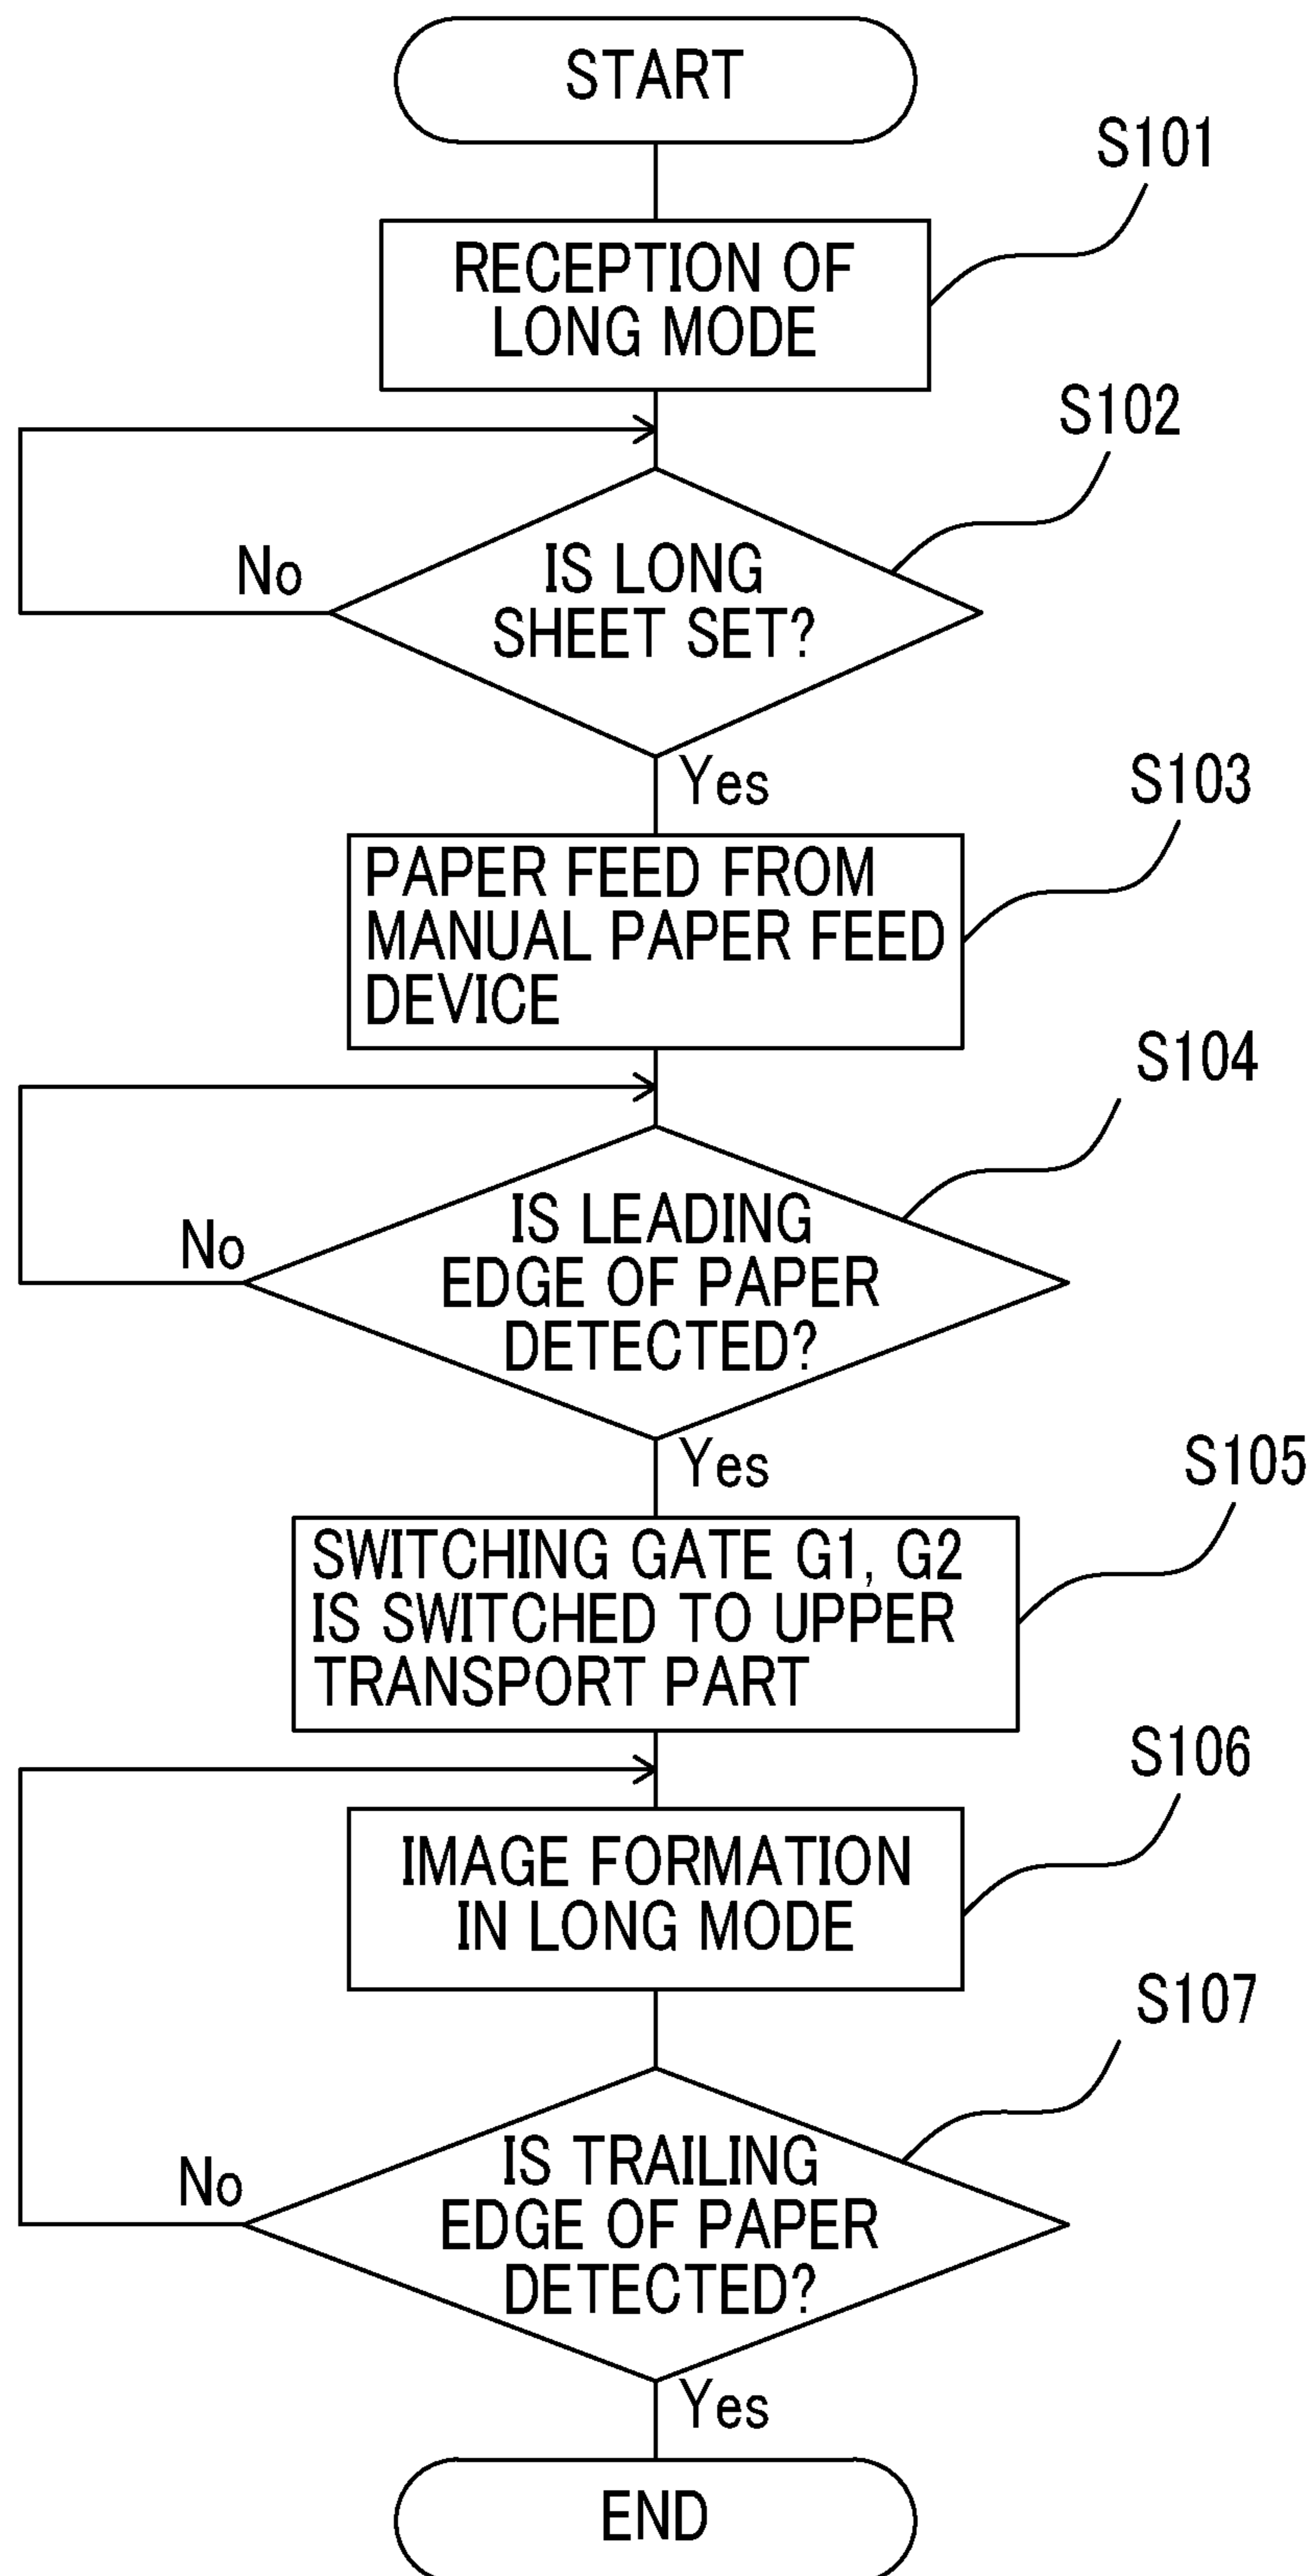 START
S101
RECEPTION OF
LONG MODE
S102
IS LONG
SHEET SET?
No
Yes
S103
PAPER FEED FROM
MANUAL PAPER FEED
DEVICE
S104
IS LEADING
EDGE OF PAPER
DETECTED?
No
Yes
S105
SWITCHING GATE G1, G2
IS SWITCHED TO UPPER
TRANSPORT PART
S106
IMAGE FORMATION
IN LONG MODE
S107
IS TRAILING
EDGE OF PAPER
DETECTED?
No
Yes
END